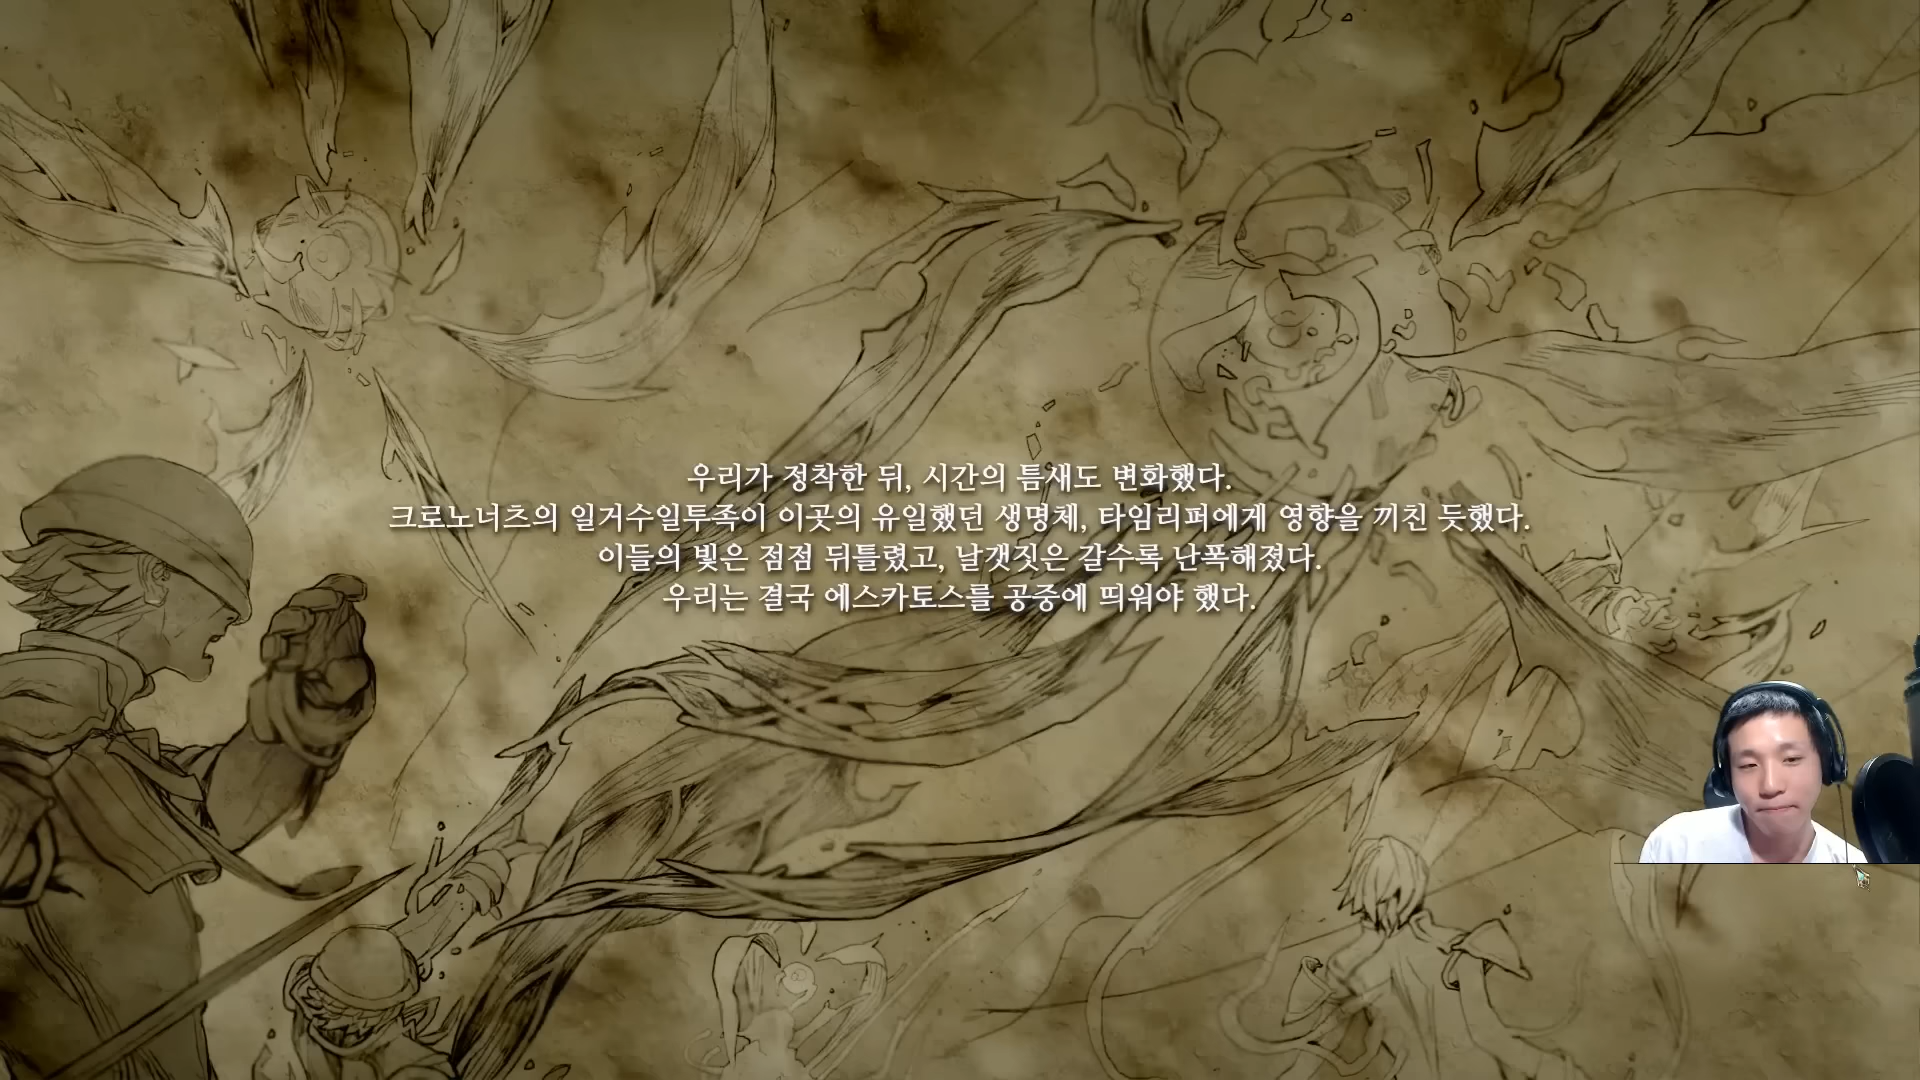 우리가 정착한 뒤, 시간의 틈새도 변화했다.
크로노너츠의 일거수일투족이 이곳의 유일했던 생명체, 타임리퍼에게 영향을 끼친 듯했다.
이들의 빛은 점점 뒤틀렸고, 날갯짓은 갈수록 난폭해졌다.
우리는 결국 에스카토스를 공중에 띄워야 했다.